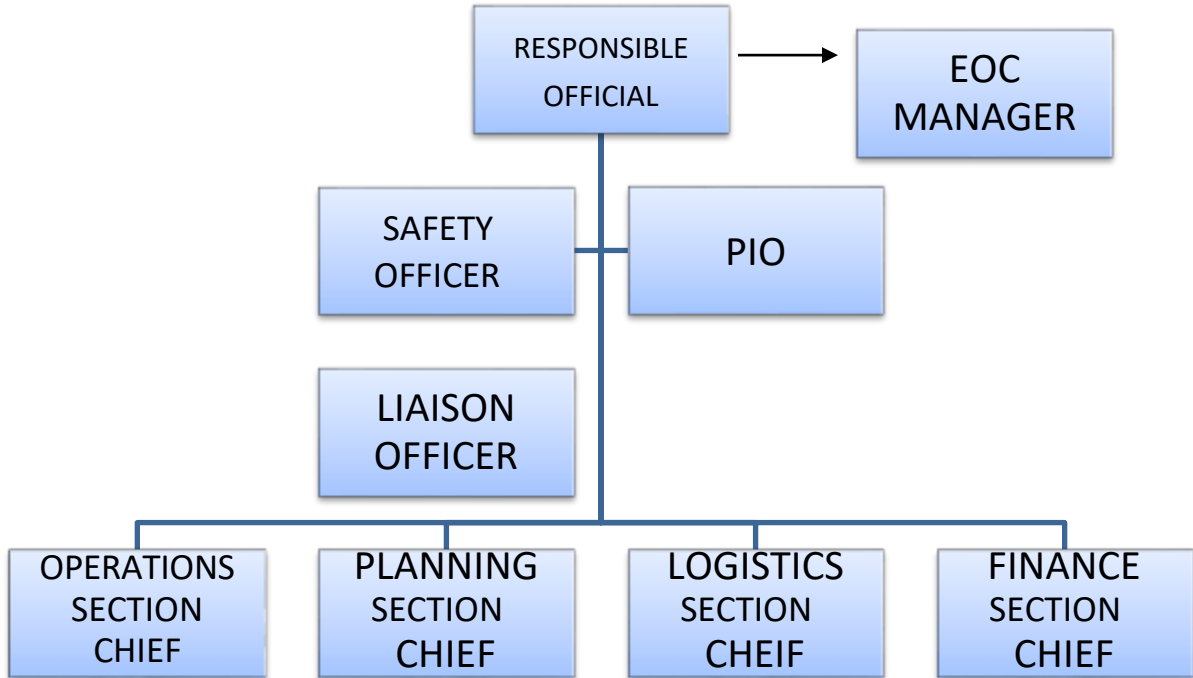 RESPONSIBLE
OFFICIAL
EOC
MANAGER
SAFETY
OFFICER
PIO
LIAISON
OFFICER
OPERATIONS
SECTION
CHIEF
PLANNING
SECTION
CHIEF
LOGISTICS
SECTION
CHEIF
FINANCE
SECTION
CHIEF